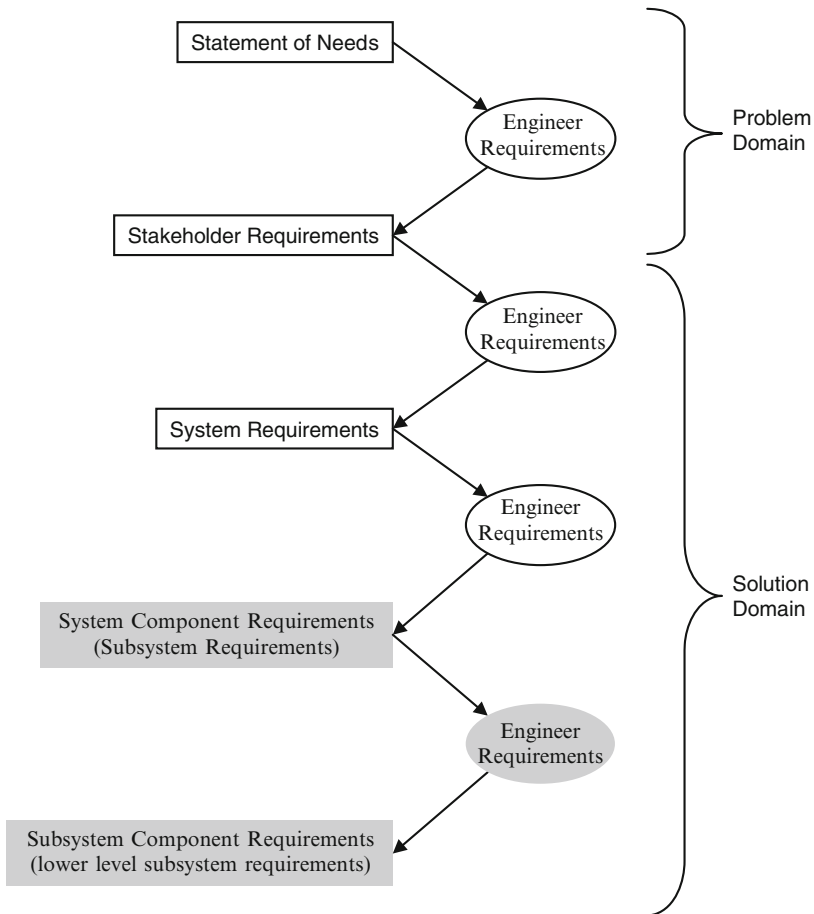 Statement of Needs
Engineer
Requirements
Problem
Domain
Stakeholder Requirements
Engineer
Requirements
System Requirements
Engineer
Requirements
Solution
Domain
System Component Requirements
(Subsystem Requirements)
Engineer
Requirements
Subsystem Component Requirements
(lower level subsystem requirements)